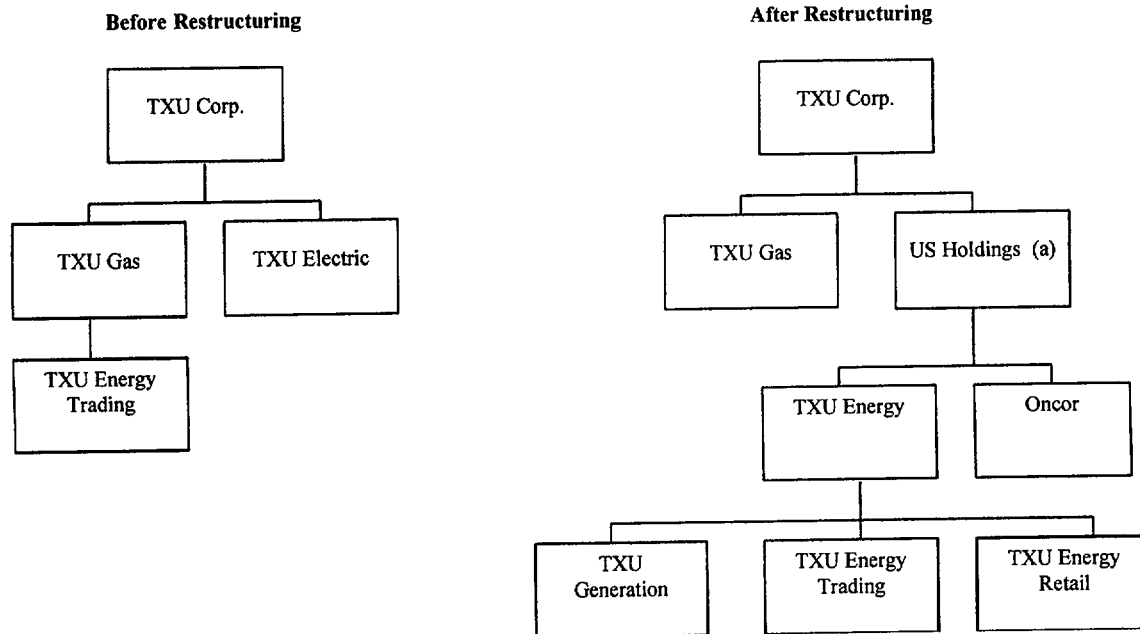 Before Restructuring
TXU Corp.
TXU Gas
TXU Electric
TXU Energy
Trading
After Restructuring
TXU Corp.
TXU Gas
US Holdings (a)
TXU Energy
Oncor
TXU
Generation
TXU Energy
Trading
TXU Energy
Retail